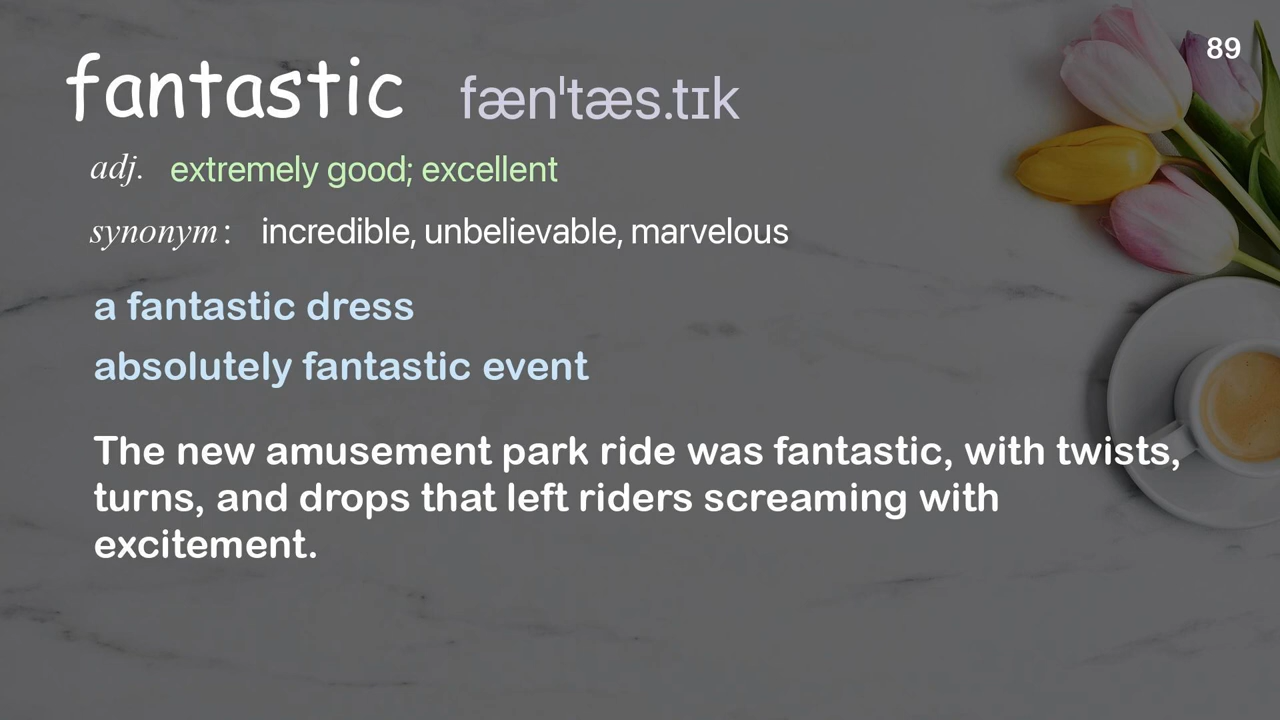 89
fantastic fæn'tæs.tɪk
adj. extremely good; excellent
synonym: incredible, unbelievable, marvelous
a fantastic dress
absolutely fantastic event
The new amusement park ride was fantastic, with twists,
turns, and drops that left riders screaming with
excitement.